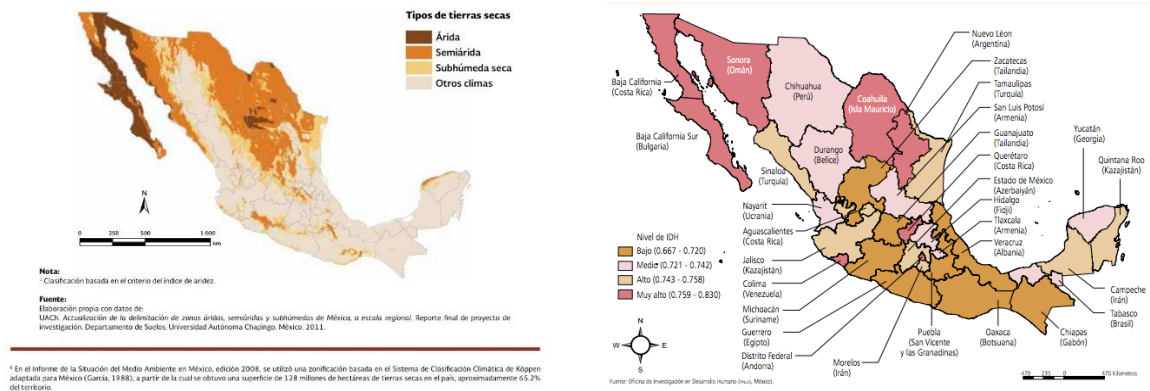 Tipos de tierras secas
Árida
Semiárida
Subhúmeda seca
Otros climas
N
0 250 500 1 000
km
Nota:
¹ Clasificación basada en el criterio del índice de aridez.
Fuente:
Elaboración propia con datos de:
UACh. Actualización de la delimitación de zonas áridas, semiáridas y subhúmedas de México, a escala regional. Reporte final de proyecto de
investigación. Departamento de Suelos. Universidad Autónoma Chapingo. México. 2011.
⁶ En el Informe de la Situación del Medio Ambiente en México, edición 2008, se utilizó una zonificación basada en el Sistema de Clasificación Climática de Köppen
adaptada para México (García, 1988), a partir de la cual se obtuvo una superficie de 128 millones de hectáreas de tierras secas en el país, aproximadamente 65.2%
del territorio.
Baja California
(Costa Rica)
Sonora
(Omán)
Chihuahua
(Perú)
Coahuila
(Isla Mauricio)
Nuevo Léon
(Argentina)
Zacatecas
(Tailandia)
Tamaulipas
(Turquía)
San Luis Potosí
(Armenia)
Guanajuato
(Tailandia)
Querétaro
(Costa Rica)
Estado de México
(Azerbaiyán)
Hidalgo
(Fidji)
Tlaxcala
(Armenia)
Veracruz
(Albania)
Yucatán
(Georgia)
Quintana Roo
(Kazajistán)
Baja California Sur
(Bulgaria)
Durango
(Belice)
Sinaloa
(Turquía)
Nayarit
(Ucrania)
Aguascalientes
(Costa Rica)
Jalisco
(Kazajistán)
Colima
(Venezuela)
Michoacán
(Suriname)
Guerrero
(Egipto)
Distrito Federal
(Andorra)
Morelos
(Irán)
Puebla
(San Vicente
y las Granadinas)
Oaxaca
(Botsuana)
Chiapas
(Gabón)
Tabasco
(Brasil)
Campeche
(Irán)
Nivel de IDH
Bajo (0.667 - 0.720)
Medio (0.721 - 0.742)
Alto (0.743 - 0.758)
Muy alto (0.759 - 0.830)
N
W E
S
Fuente: Oficina de Investigación en Desarrollo Humano (PNUD, México).
470 235 0 470 Kilometros